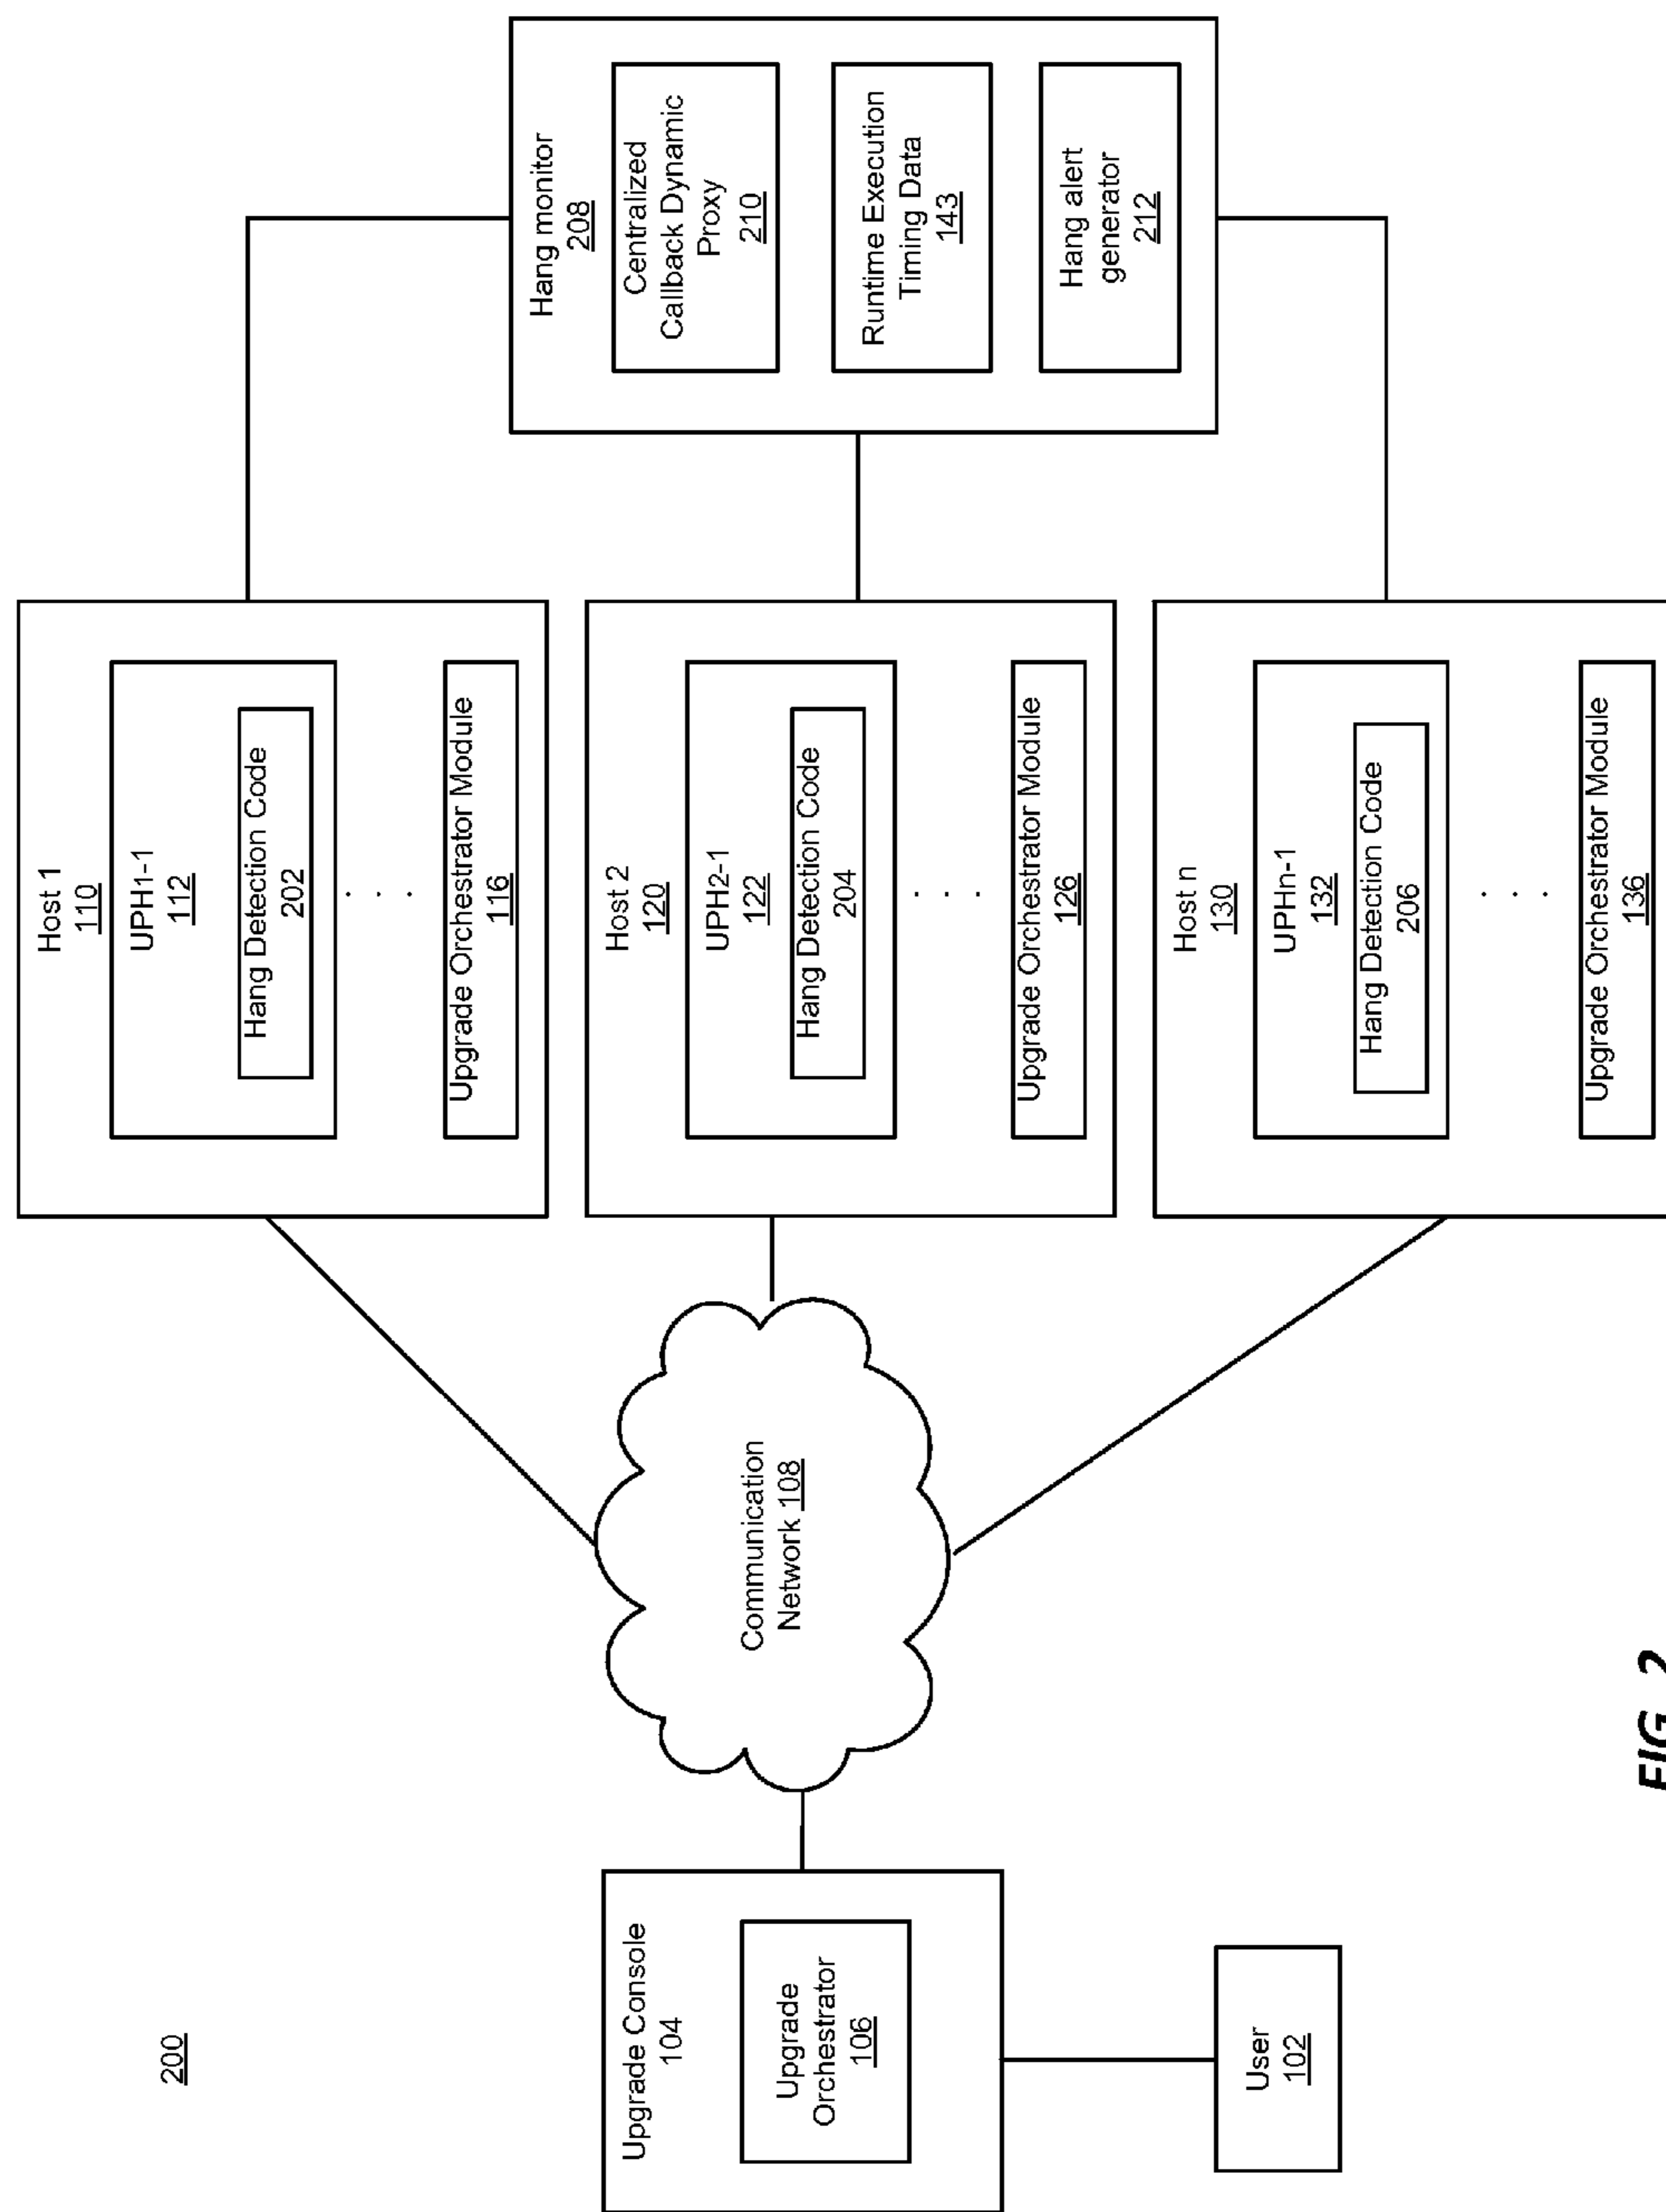 200
Upgrade Console
104
Upgrade
Orchestrator
106
User
102
Communication
Network 108
Host 1
110
UPH1-1
112
Hang Detection Code
202
. . .
Upgrade Orchestrator Module
116
Host 2
120
UPH2-1
122
Hang Detection Code
204
. . .
Upgrade Orchestrator Module
126
Host n
130
UPHn-1
132
Hang Detection Code
206
. . .
Upgrade Orchestrator Module
136
Hang monitor
208
Centralized
Callback Dynamic
Proxy
210
Runtime Execution
Timing Data
143
Hang alert
generator
212
FIG. 2